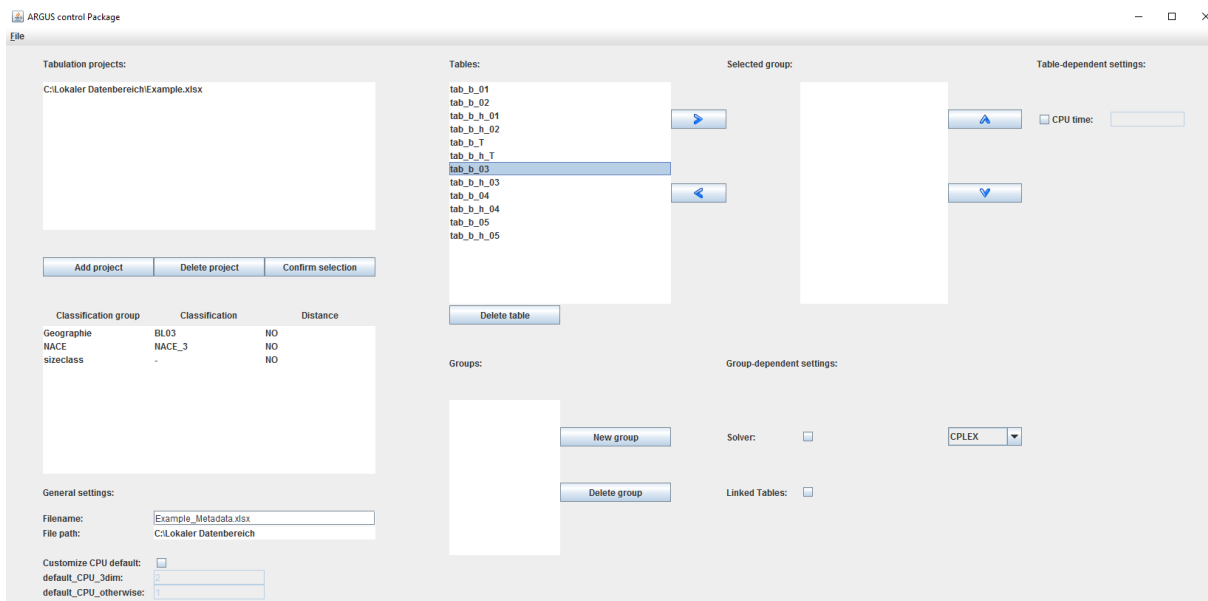 ARGUS control Package
File
Tabulation projects:
C:\Lokaler Datenbereich\Example.xlsx
Add project
Delete project
Confirm selection
Classification group Classification Distance
Geographie BL03 NO
NACE NACE_3 NO
sizeclass - NO
General settings:
Filename: Example_Metadata.xlsx
File path: C:\Lokaler Datenbereich
Customize CPU default:
default_CPU_3dim: 2
default_CPU_otherwise: 1
Tables:
tab_b_01
tab_b_02
tab_b_h_01
tab_b_h_02
tab_b_T
tab_b_h_T
tab_b_03
tab_b_h_03
tab_b_04
tab_b_h_04
tab_b_05
tab_b_h_05
Delete table
Selected group:
Table-dependent settings:
CPU time:
Groups:
New group
Delete group
Group-dependent settings:
Solver: CPLEX
Linked Tables: